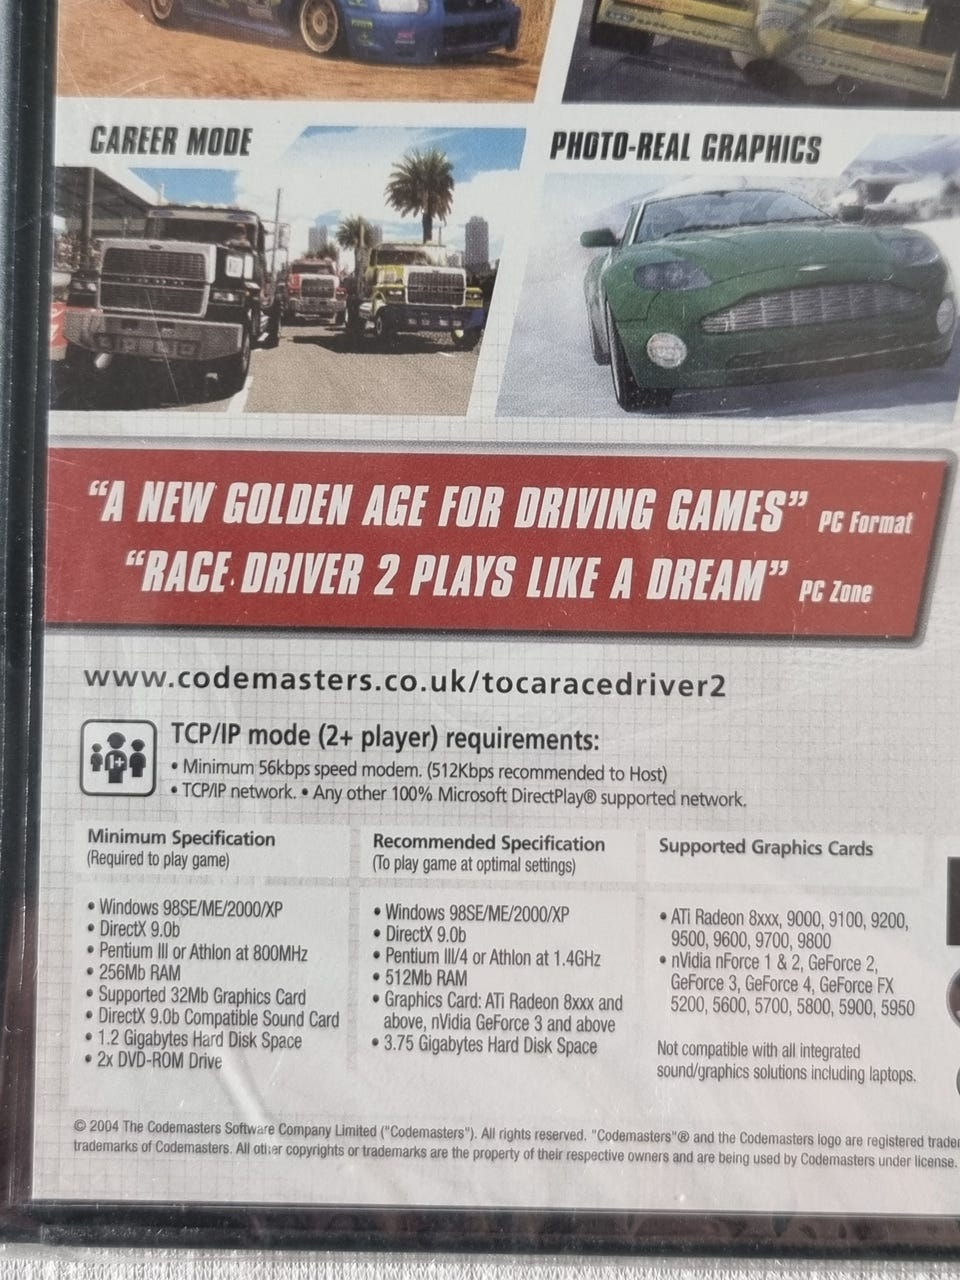 CAREER MODE
PHOTO-REAL GRAPHICS
"A NEW GOLDEN AGE FOR DRIVING GAMES" PC Format
"RACE DRIVER 2 PLAYS LIKE A DREAM" PC Zone
www.codemasters.co.uk/tocaracedriver2
TCP/IP mode (2+ player) requirements:
• Minimum 56kbps speed modem. (512Kbps recommended to Host)
• TCP/IP network. • Any other 100% Microsoft DirectPlay® supported network.
Minimum Specification
(Required to play game)
• Windows 98SE/ME/2000/XP
• DirectX 9.0b
• Pentium III or Athlon at 800MHz
• 256Mb RAM
• Supported 32Mb Graphics Card
• DirectX 9.0b Compatible Sound Card
• 1.2 Gigabytes Hard Disk Space
• 2x DVD-ROM Drive
Recommended Specification
(To play game at optimal settings)
• Windows 98SE/ME/2000/XP
• DirectX 9.0b
• Pentium III/4 or Athlon at 1.4GHz
• 512Mb RAM
• Graphics Card: ATi Radeon 8xxx and
above, nVidia GeForce 3 and above
• 3.75 Gigabytes Hard Disk Space
Supported Graphics Cards
• ATi Radeon 8xxx, 9000, 9100, 9200,
9500, 9600, 9700, 9800
• nVidia nForce 1 & 2, GeForce 2,
GeForce 3, GeForce 4, GeForce FX
5200, 5600, 5700, 5800, 5900, 5950
Not compatible with all integrated
sound/graphics solutions including laptops.
© 2004 The Codemasters Software Company Limited ("Codemasters"). All rights reserved. "Codemasters"® and the Codemasters logo are registered
trademarks of Codemasters. All other copyrights or trademarks are the property of their respective owners and are being used by Codemasters under license.